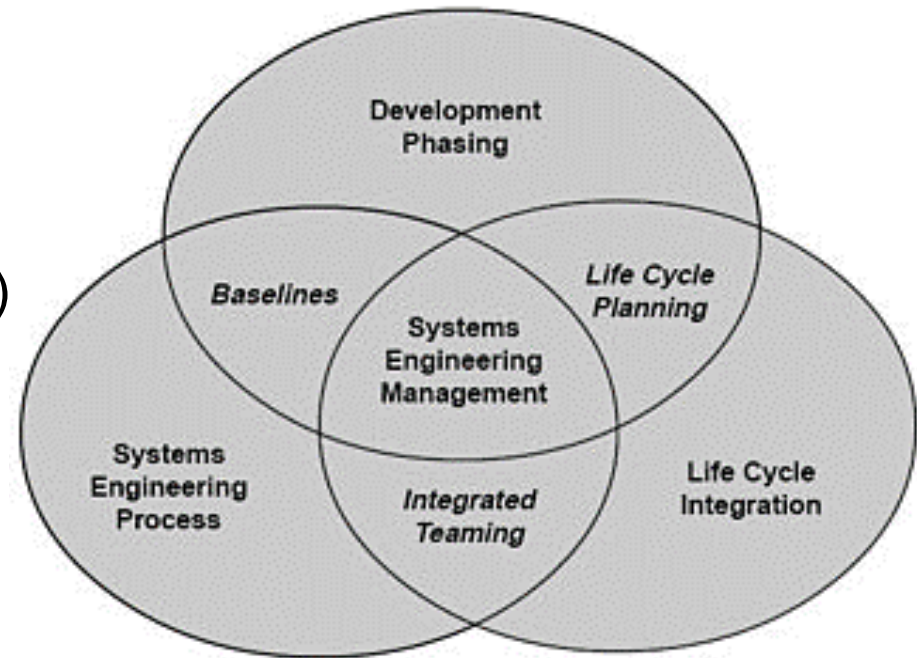 Development
Phasing
)
Baselines
Life Cycle
Planning
Systems
Engineering
Management
Systems
Engineering
Process
Integrated
Teaming
Life Cycle
Integration